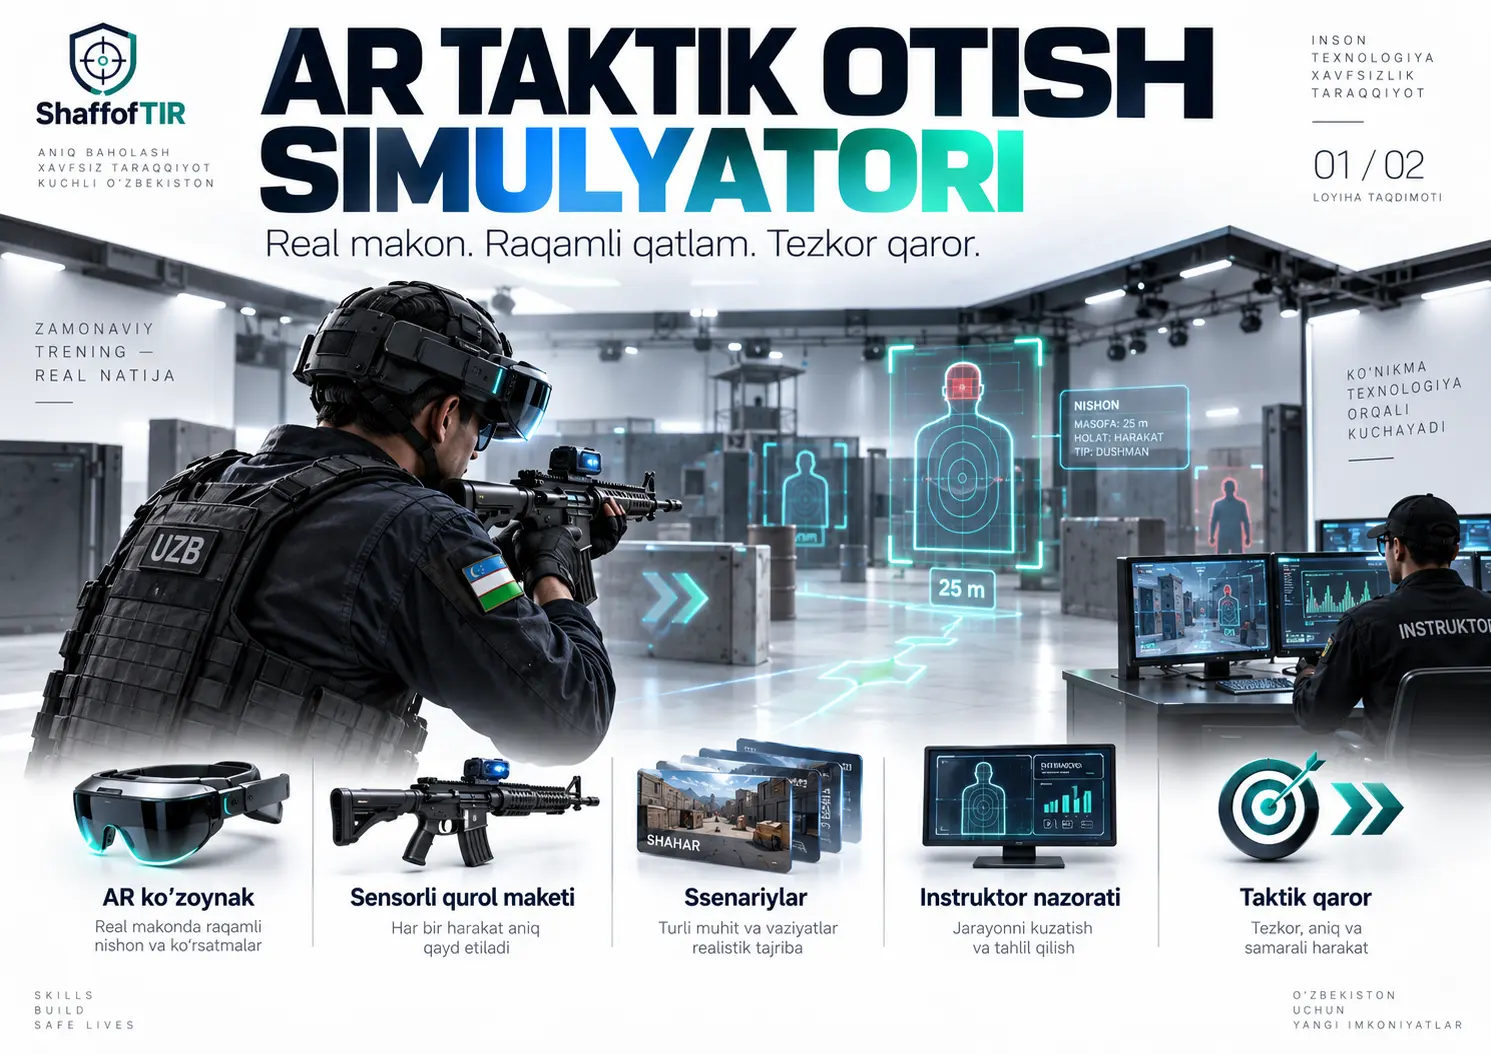 ShaffofTIR
ANIQ BAHOLASH
XAVFSIZ TARAQQIYOT
KUCHLI O‘ZBEKISTON
AR TAKTIK OTISH
SIMULYATORI
Real makon. Raqamli qatlam. Tezkor qaror.
INSON
TEXNOLOGIYA
XAVFSIZLIK
TARAQQIYOT
01 / 02
LOYIHA TAQDIMOTI
ZAMONAVIY
TRENING —
REAL NATIJA
KO‘NIKMA
TEXNOLOGIYA
ORQALI
KUCHAYADI
NISHON
MASOFA: 25 m
HOLAT: HARAKAT
TIP: DUSHMAN
25 m
UZB
INSTRUKTO
SHAHAR
AR ko‘zoynak
Real makonda raqamli
nishon va ko‘rsatmalar
Sensorli qurol maketi
Har bir harakat aniq
qayd etiladi
Ssenariylar
Turli muhit va vaziyatlar
realistik tajriba
Instruktor nazorati
Jarayonni kuzatish
va tahlil qilish
Taktik qaror
Tezkor, aniq va
samarali harakat
SKILLS
BUILD
SAFE LIVES
O‘ZBEKISTON
UCHUN
YANGI IMKONIYATLAR